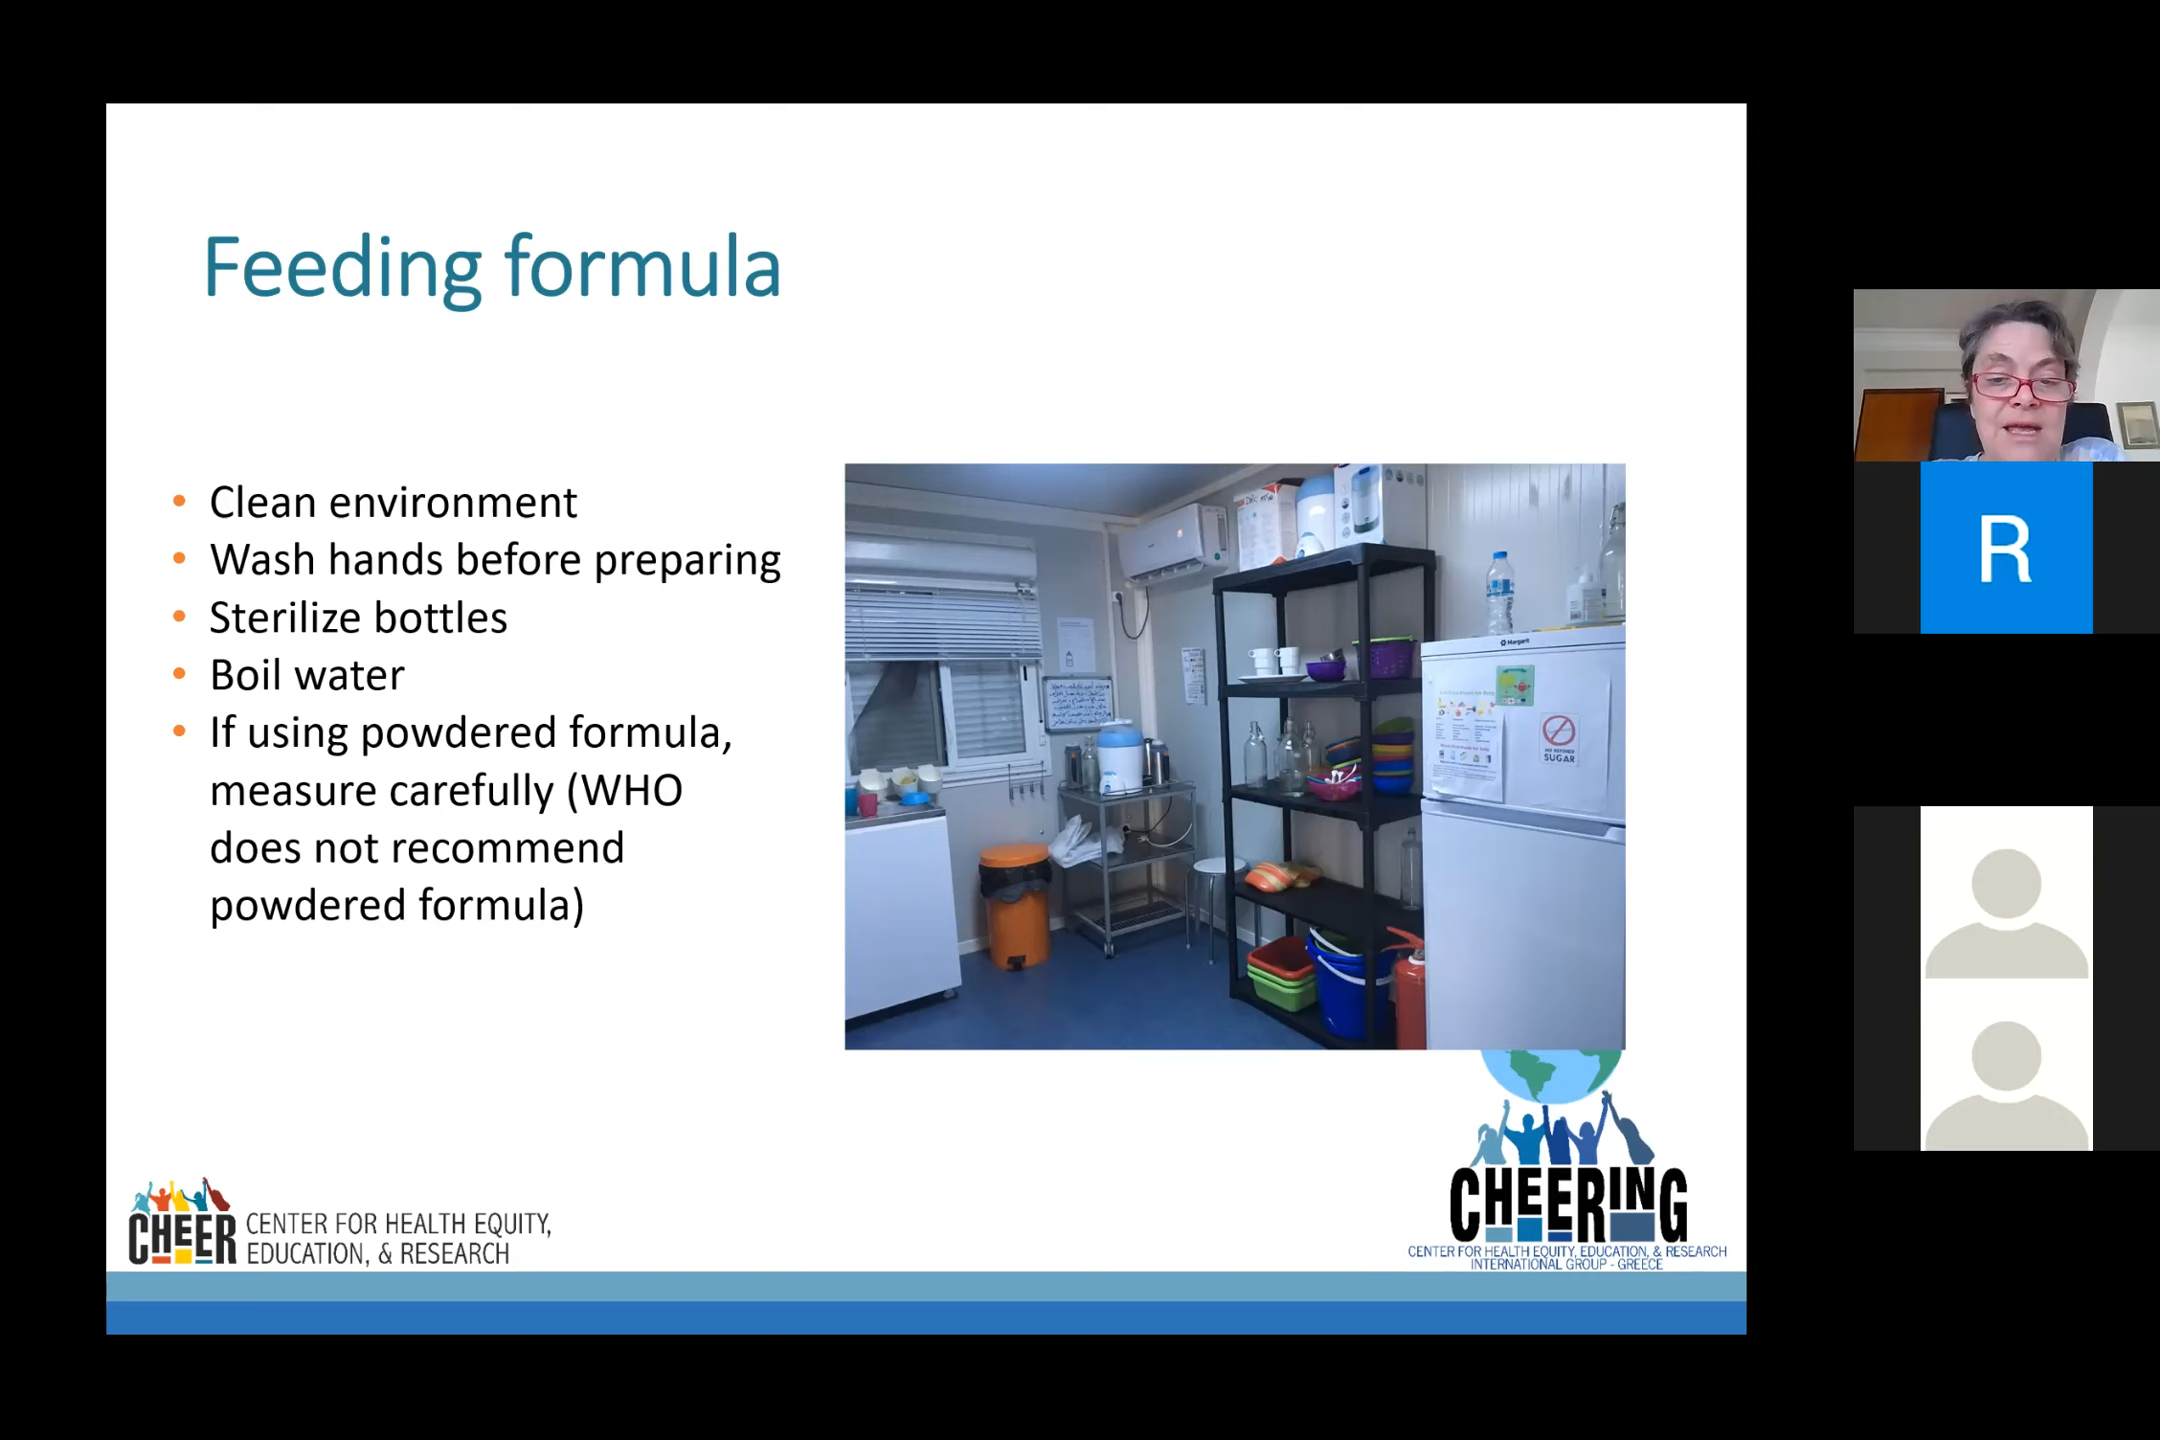 Feeding formula
• Clean environment
• Wash hands before preparing
• Sterilize bottles
• Boil water
• If using powdered formula,
measure carefully (WHO
does not recommend
powdered formula)
Margarit
SUGAR
R
CHEER
CENTER FOR HEALTH EQUITY,
EDUCATION, & RESEARCH
CHEERING
CENTER FOR HEALTH EQUITY, EDUCATION, & RESEARCH
INTERNATIONAL GROUP - GREECE